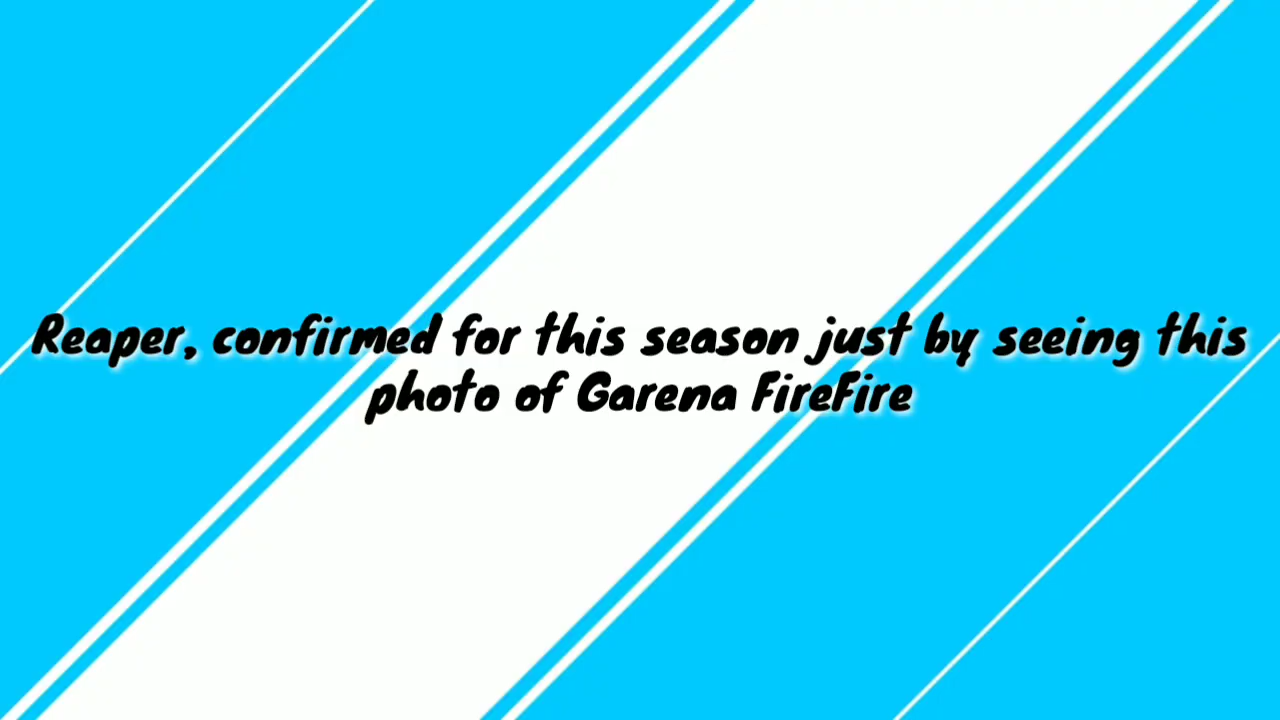 Reaper, confirmed for this season just by seeing this
photo of Garena FireFire